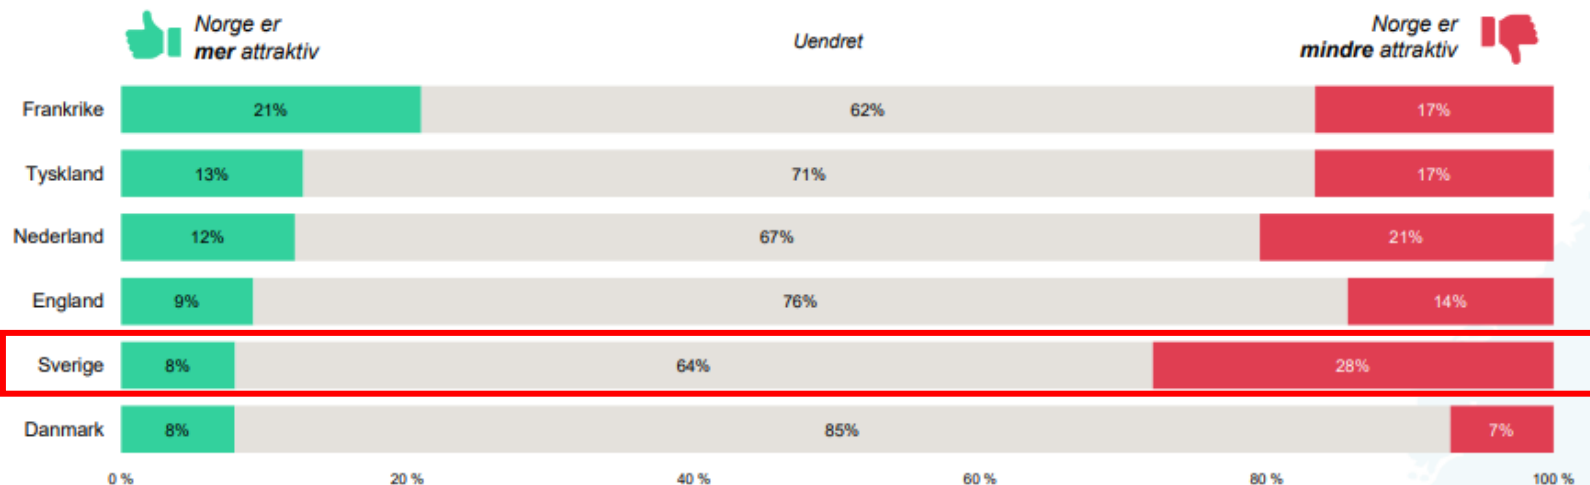 Norge er
mer attraktiv
Uendret
Norge er
mindre attraktiv
Frankrike 21% 62% 17%
Tyskland 13% 71% 17%
Nederland 12% 67% 21%
England 9% 76% 14%
Sverige 8% 64% 28%
Danmark 8% 85% 7%
0 % 20 % 40 % 60 % 80 % 100 %